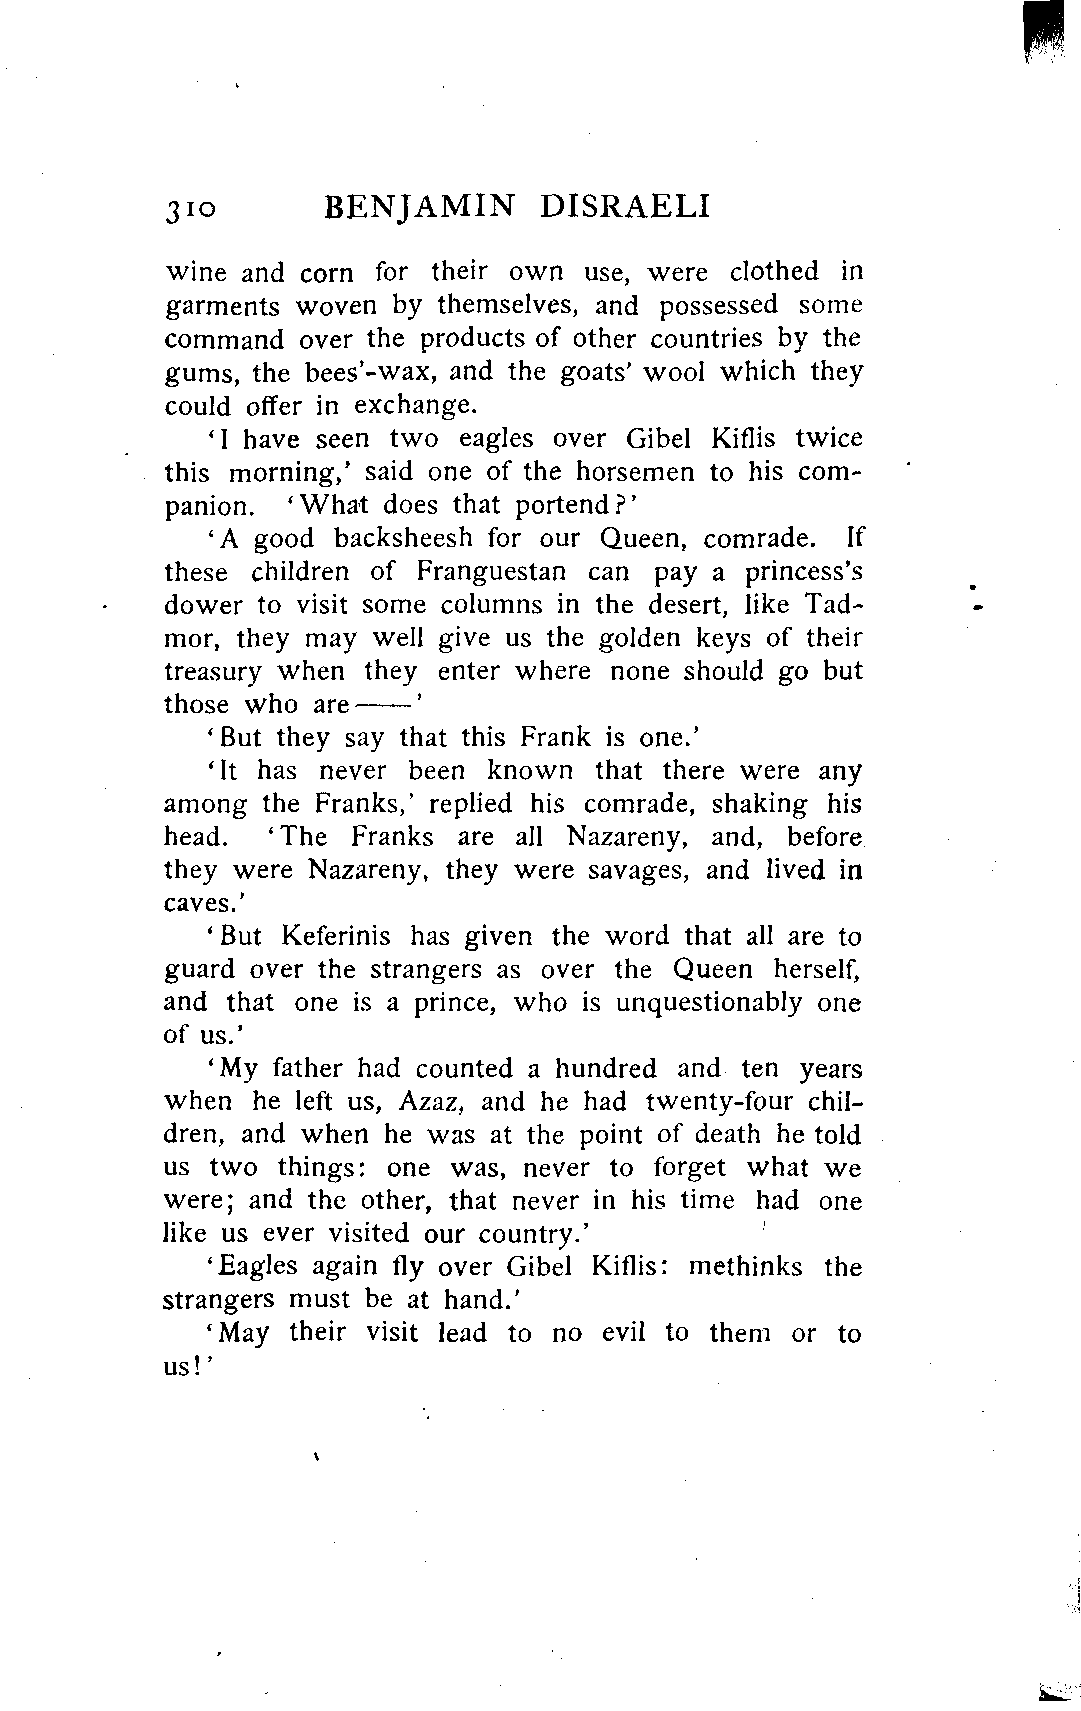 310 BENJAMIN DISRAELI
wine and corn for their own use, were clothed in
garments woven by themselves, and possessed some
command over the products of other countries by the
gums, the bees'-wax, and the goats' wool which they
could offer in exchange.
'I have seen two eagles over Gibel Kiflis twice
this morning,' said one of the horsemen to his com-
panion. 'What does that portend?'
'A good backsheesh for our Queen, comrade. If
these children of Franguestan can pay a princess's
dower to visit some columns in the desert, like Tad-
mor, they may well give us the golden keys of their
treasury when they enter where none should go but
those who are——'
'But they say that this Frank is one.'
'It has never been known that there were any
among the Franks,' replied his comrade, shaking his
head. 'The Franks are all Nazareny, and, before
they were Nazareny, they were savages, and lived in
caves.'
'But Keferinis has given the word that all are to
guard over the strangers as over the Queen herself,
and that one is a prince, who is unquestionably one
of us.'
'My father had counted a hundred and ten years
when he left us, Azaz, and he had twenty-four chil-
dren, and when he was at the point of death he told
us two things: one was, never to forget what we
were; and the other, that never in his time had one
like us ever visited our country.'
'Eagles again fly over Gibel Kiflis: methinks the
strangers must be at hand.'
'May their visit lead to no evil to them or to
us!'